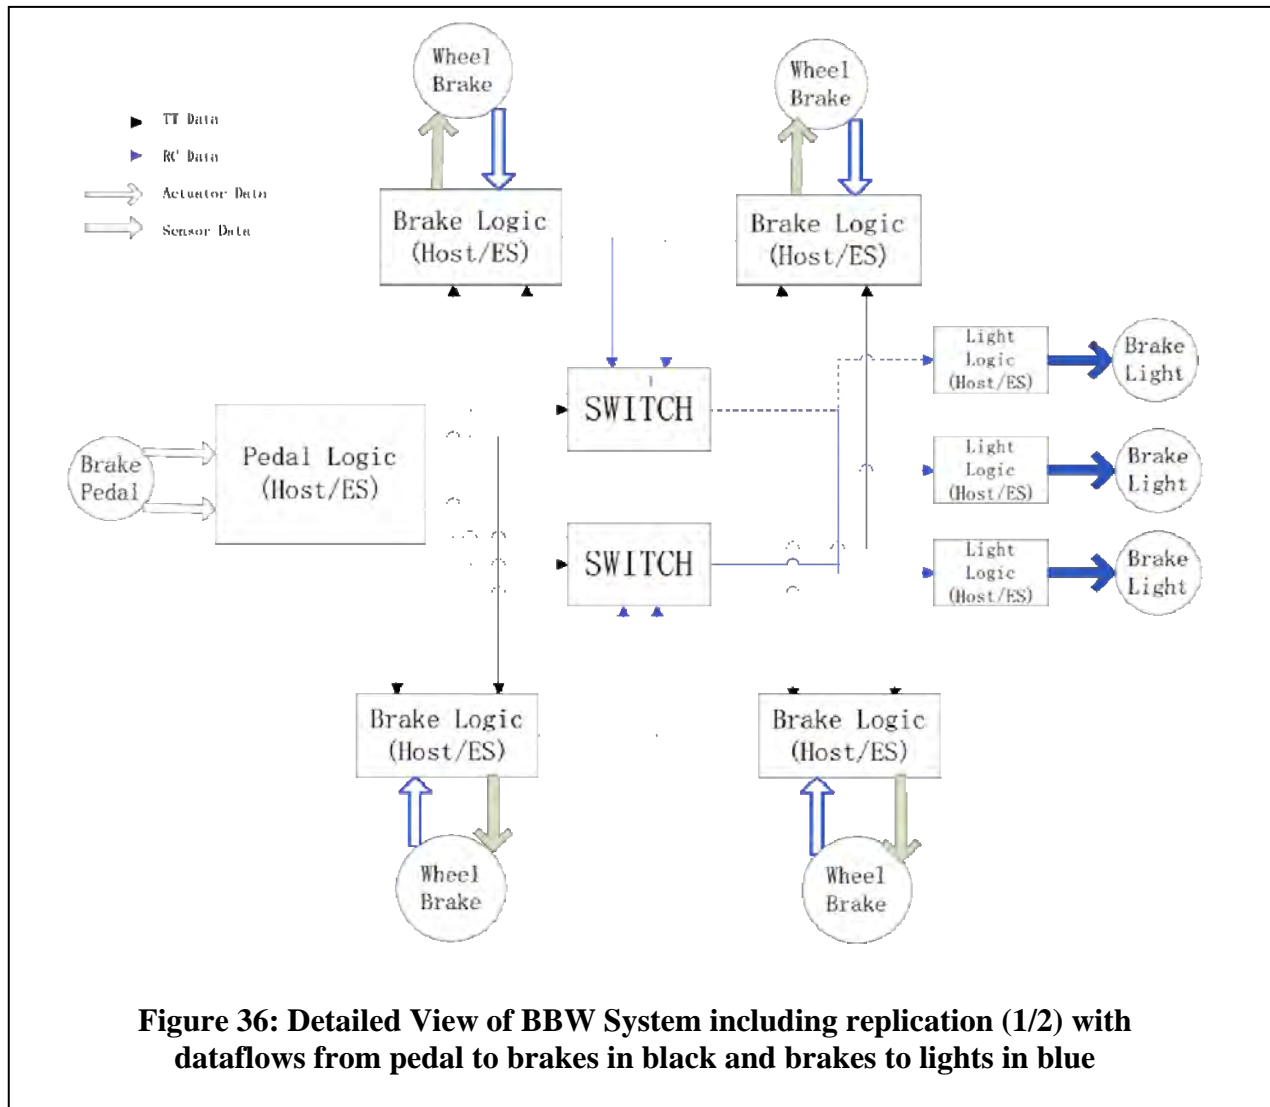 Wheel
Brake
Wheel
Brake
TT Data
RC Data
Actuator Data
Sensor Data
Brake Logic
(Host/ES)
Brake Logic
(Host/ES)
Light
Logic
(Host/ES)
Brake
Light
SWITCH
Brake
Pedal
Pedal Logic
(Host/ES)
Light
Logic
(Host/ES)
Brake
Light
SWITCH
Light
Logic
(Host/ES)
Brake
Light
Brake Logic
(Host/ES)
Brake Logic
(Host/ES)
Wheel
Brake
Wheel
Brake
Figure 36: Detailed View of BBW System including replication (1/2) with
dataflows from pedal to brakes in black and brakes to lights in blue